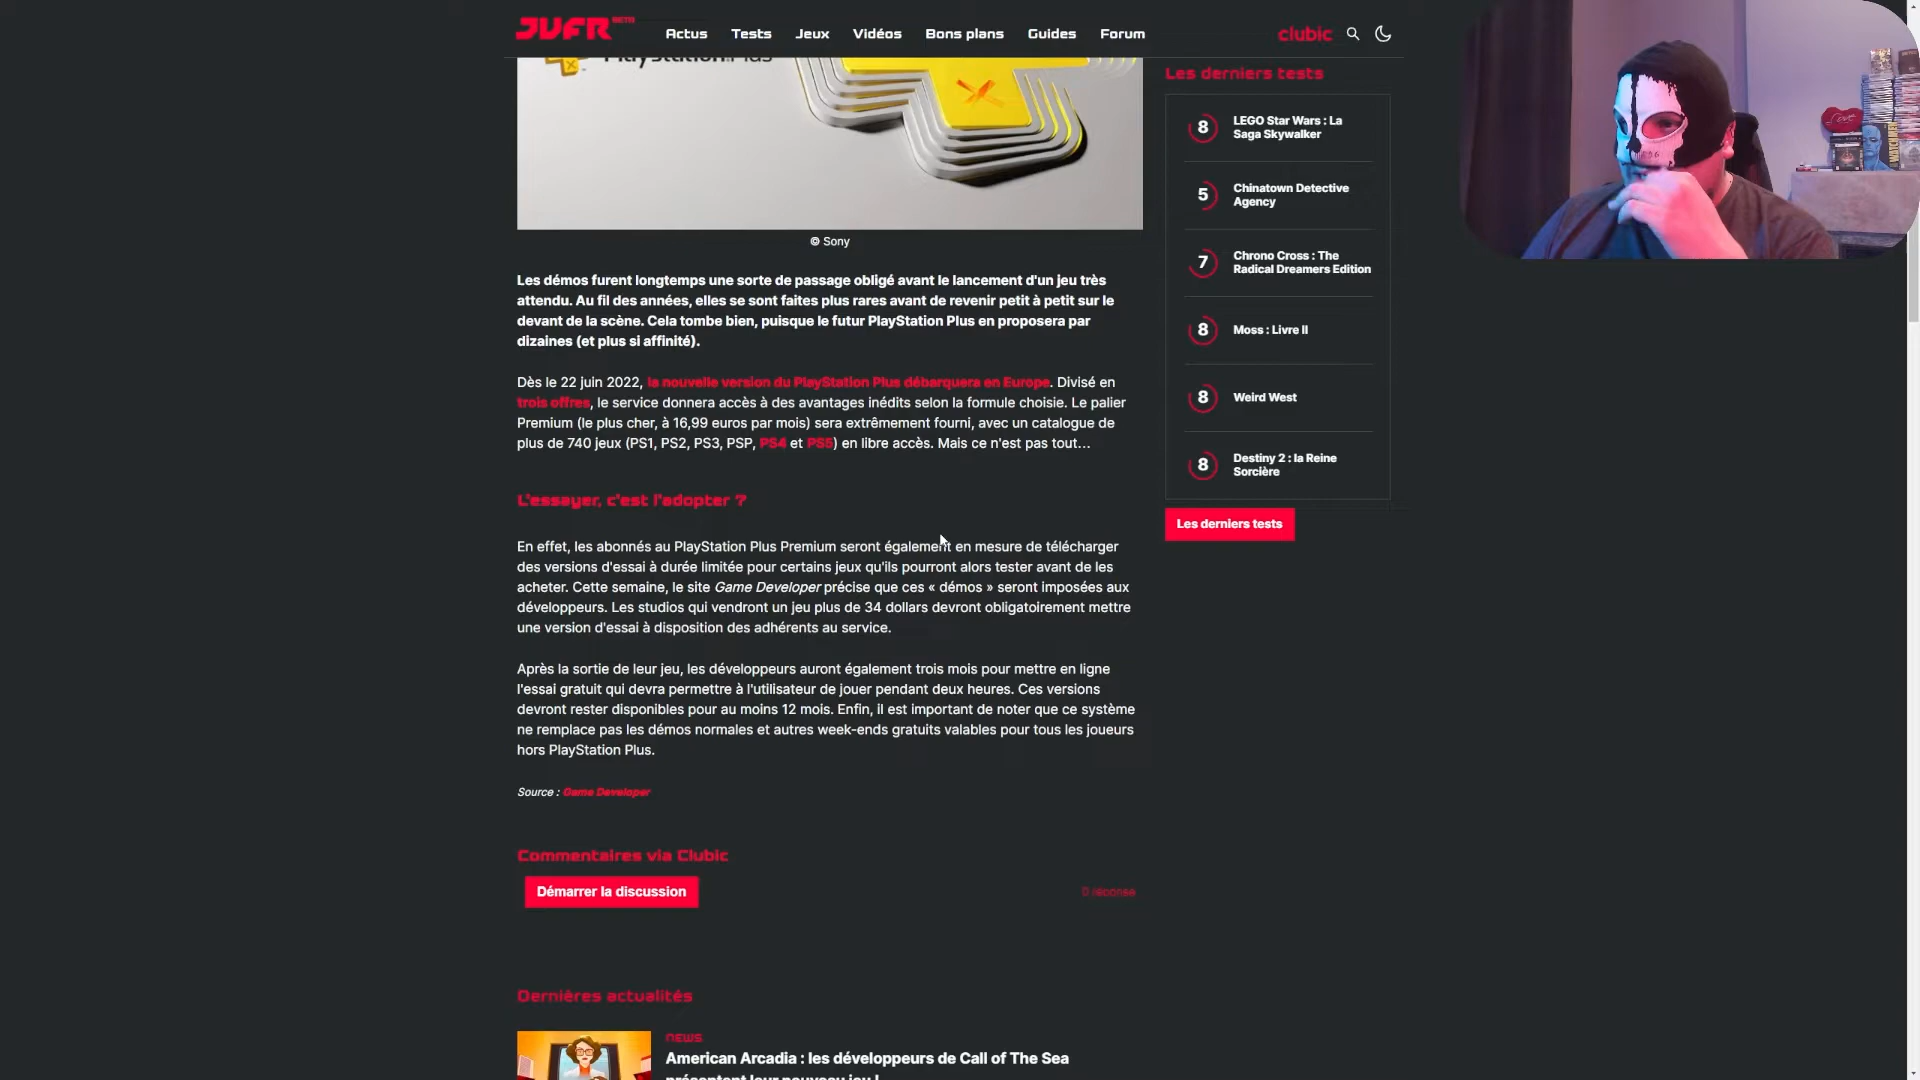 JVFR BETA
Actus Tests Jeux Vidéos Bons plans Guides Forum
clubic
PlayStation Plus
© Sony
Les démos furent longtemps une sorte de passage obligé avant le lancement d'un jeu très
attendu. Au fil des années, elles se sont faites plus rares avant de revenir petit à petit sur le
devant de la scène. Cela tombe bien, puisque le futur PlayStation Plus en proposera par
dizaines (et plus si affinité).
Dès le 22 juin 2022, la nouvelle version du PlayStation Plus débarquera en Europe. Divisé en
trois offres, le service donnera accès à des avantages inédits selon la formule choisie. Le palier
Premium (le plus cher, à 16,99 euros par mois) sera extrêmement fourni, avec un catalogue de
plus de 740 jeux (PS1, PS2, PS3, PSP, PS4 et PS5) en libre accès. Mais ce n'est pas tout…
L'essayer, c'est l'adopter ?
En effet, les abonnés au PlayStation Plus Premium seront également en mesure de télécharger
des versions d'essai à durée limitée pour certains jeux qu'ils pourront alors tester avant de les
acheter. Cette semaine, le site Game Developer précise que ces « démos » seront imposées aux
développeurs. Les studios qui vendront un jeu plus de 34 dollars devront obligatoirement mettre
une version d'essai à disposition des adhérents au service.
Après la sortie de leur jeu, les développeurs auront également trois mois pour mettre en ligne
l'essai gratuit qui devra permettre à l'utilisateur de jouer pendant deux heures. Ces versions
devront rester disponibles pour au moins 12 mois. Enfin, il est important de noter que ce système
ne remplace pas les démos normales et autres week-ends gratuits valables pour tous les joueurs
hors PlayStation Plus.
Source : Game Developer
Commentaires via Clubic
Démarrer la discussion
0 réponse
Dernières actualités
NEWS
American Arcadia : les développeurs de Call of The Sea
présentent leur nouveau jeu !
Les derniers tests
8 LEGO Star Wars : La
Saga Skywalker
5 Chinatown Detective
Agency
7 Chrono Cross : The
Radical Dreamers Edition
8 Moss : Livre II
8 Weird West
8 Destiny 2 : la Reine
Sorcière
Les derniers tests
Love
WATCHMEN